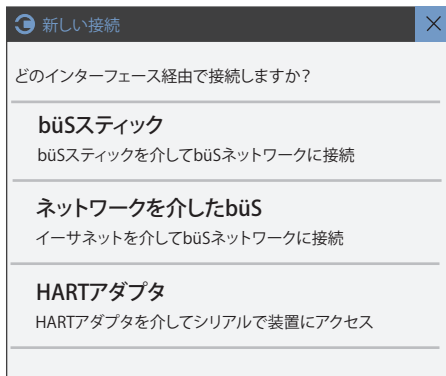 新しい接続
どのインターフェース経由で接続しますか？
büSスティック
büSスティックを介してbüSネットワークに接続
ネットワークを介したbüS
イーサネットを介してbüSネットワークに接続
HARTアダプタ
HARTアダプタを介してシリアルで装置にアクセス